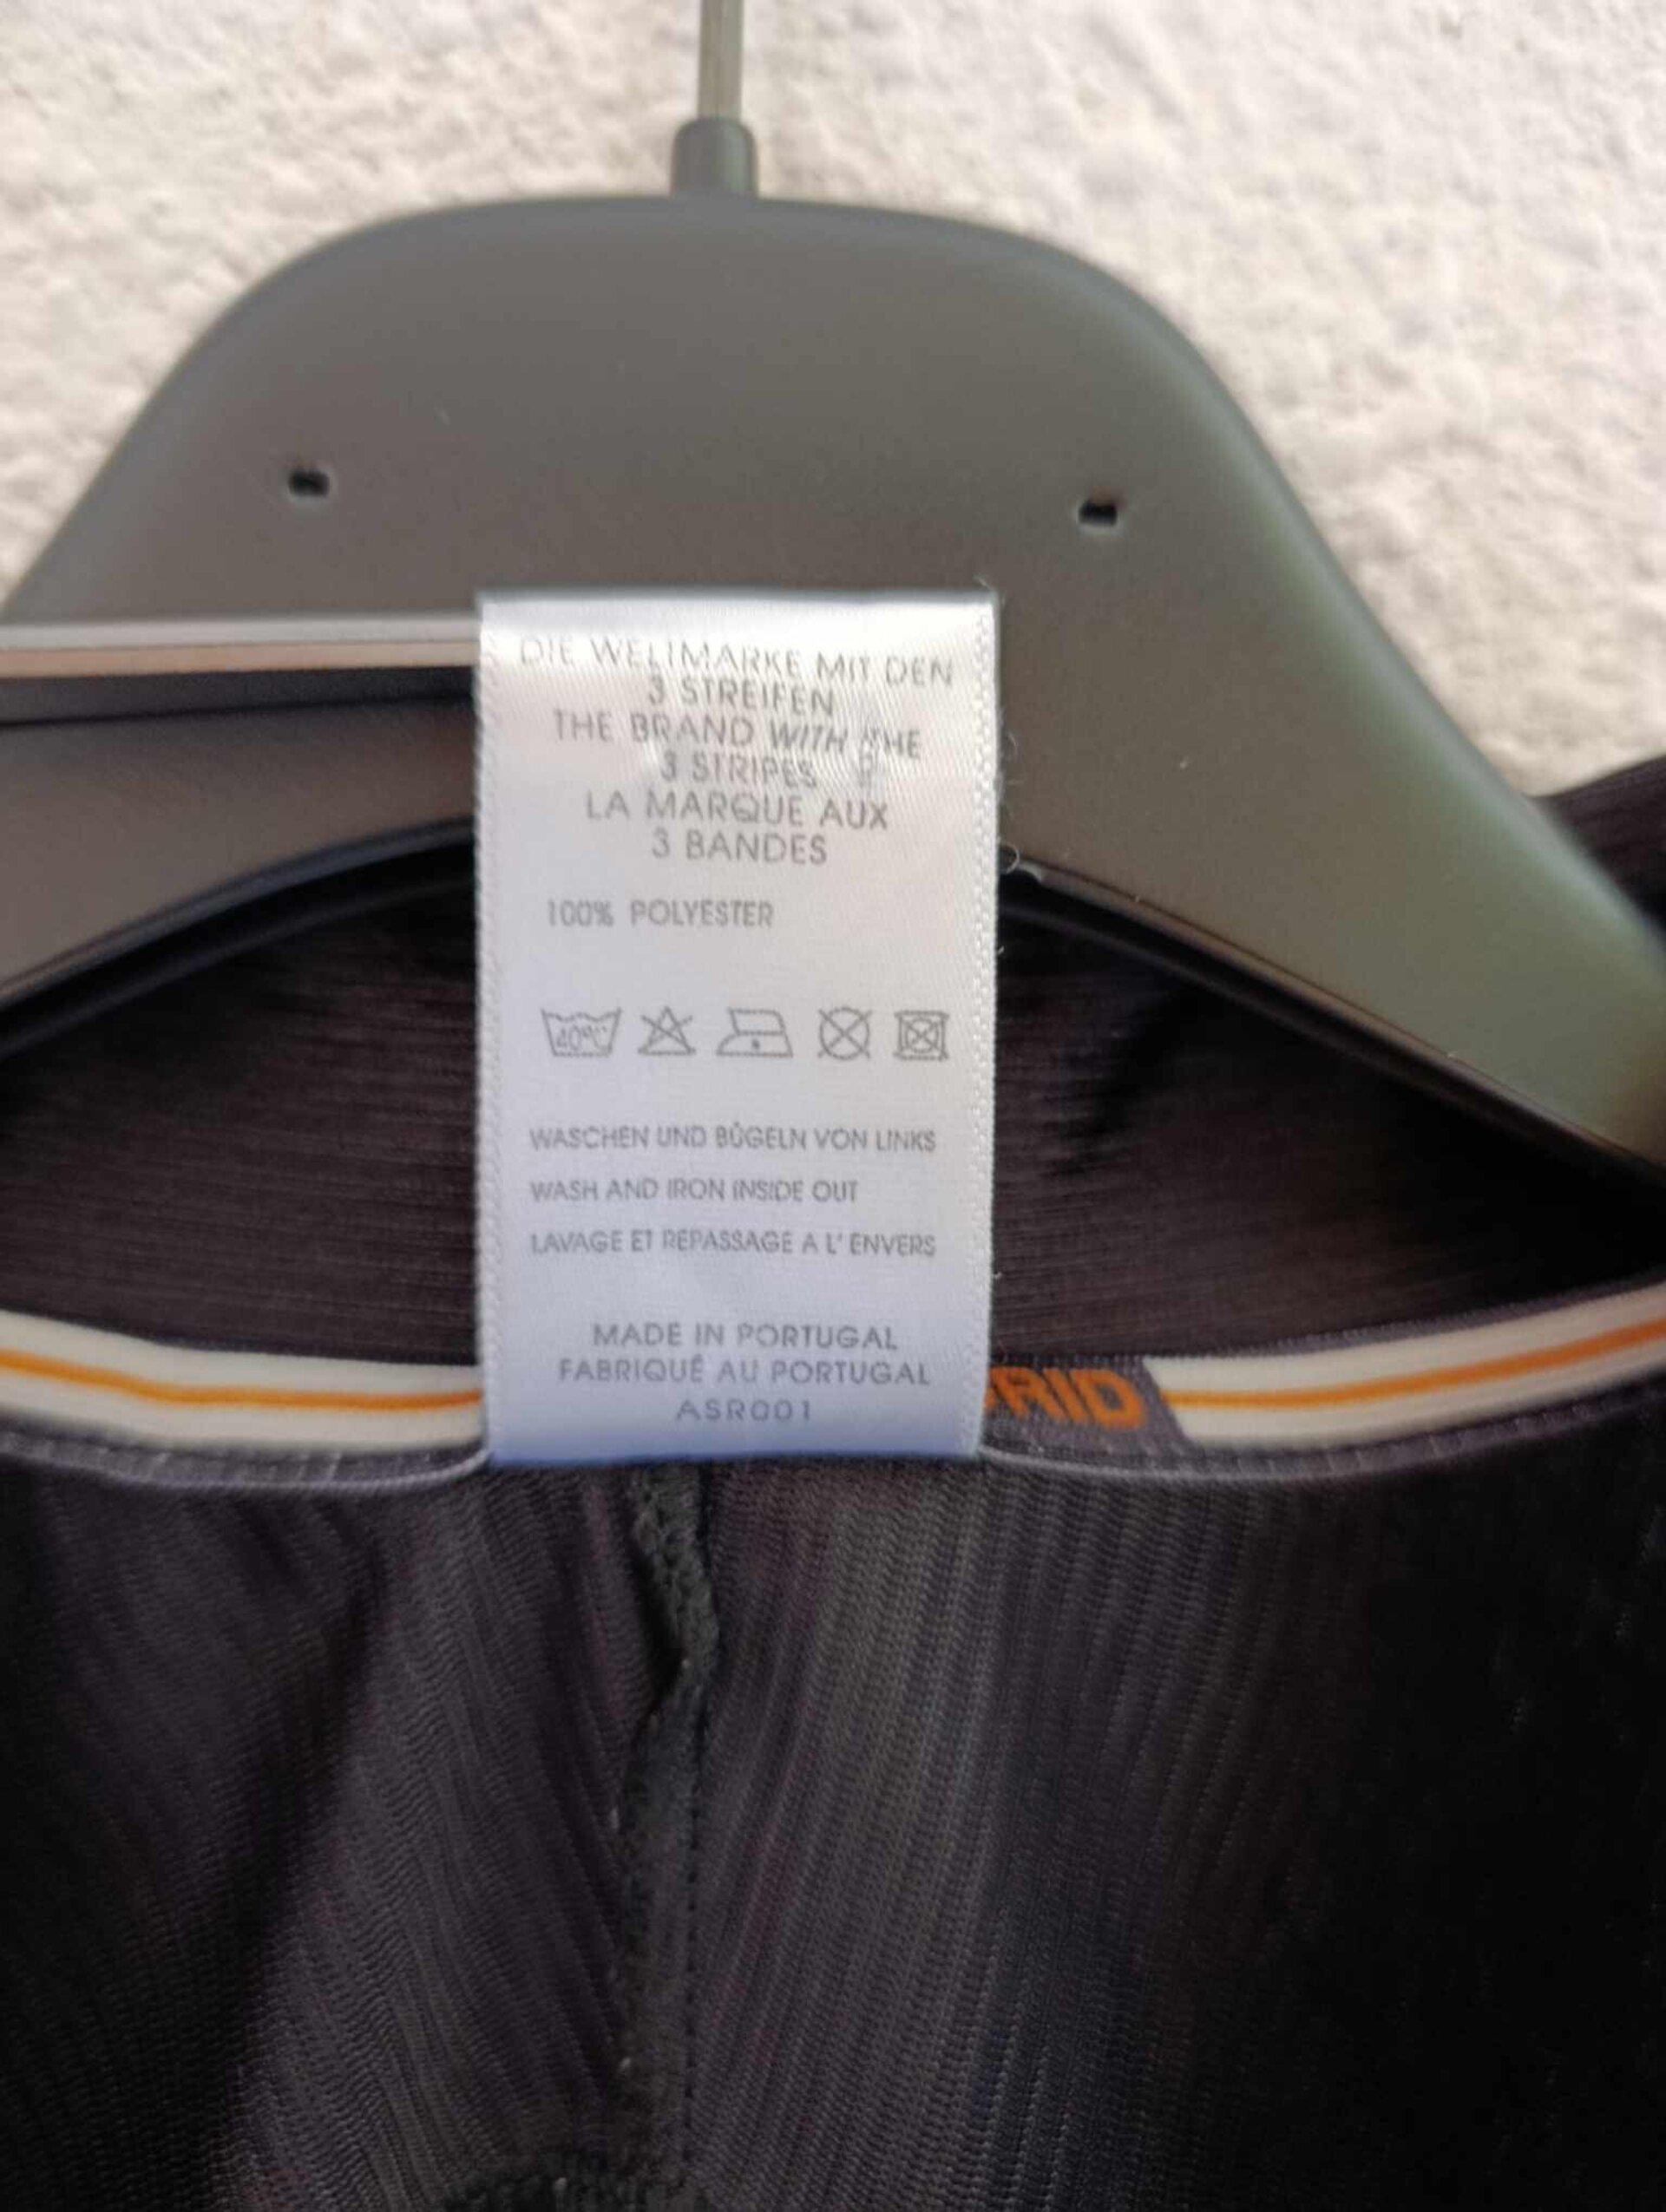 DIE WELTMARKE MIT DEN
3 STREIFEN
THE BRAND WITH THE
3 STRIPES
LA MARQUE AUX
3 BANDES
100% POLYESTER
40°C
WASCHEN UND BÜGELN VON LINKS
WASH AND IRON INSIDE OUT
LAVAGE ET REPASSAGE A L' ENVERS
MADE IN PORTUGAL
FABRIQUÉ AU PORTUGAL
ASR001
RID